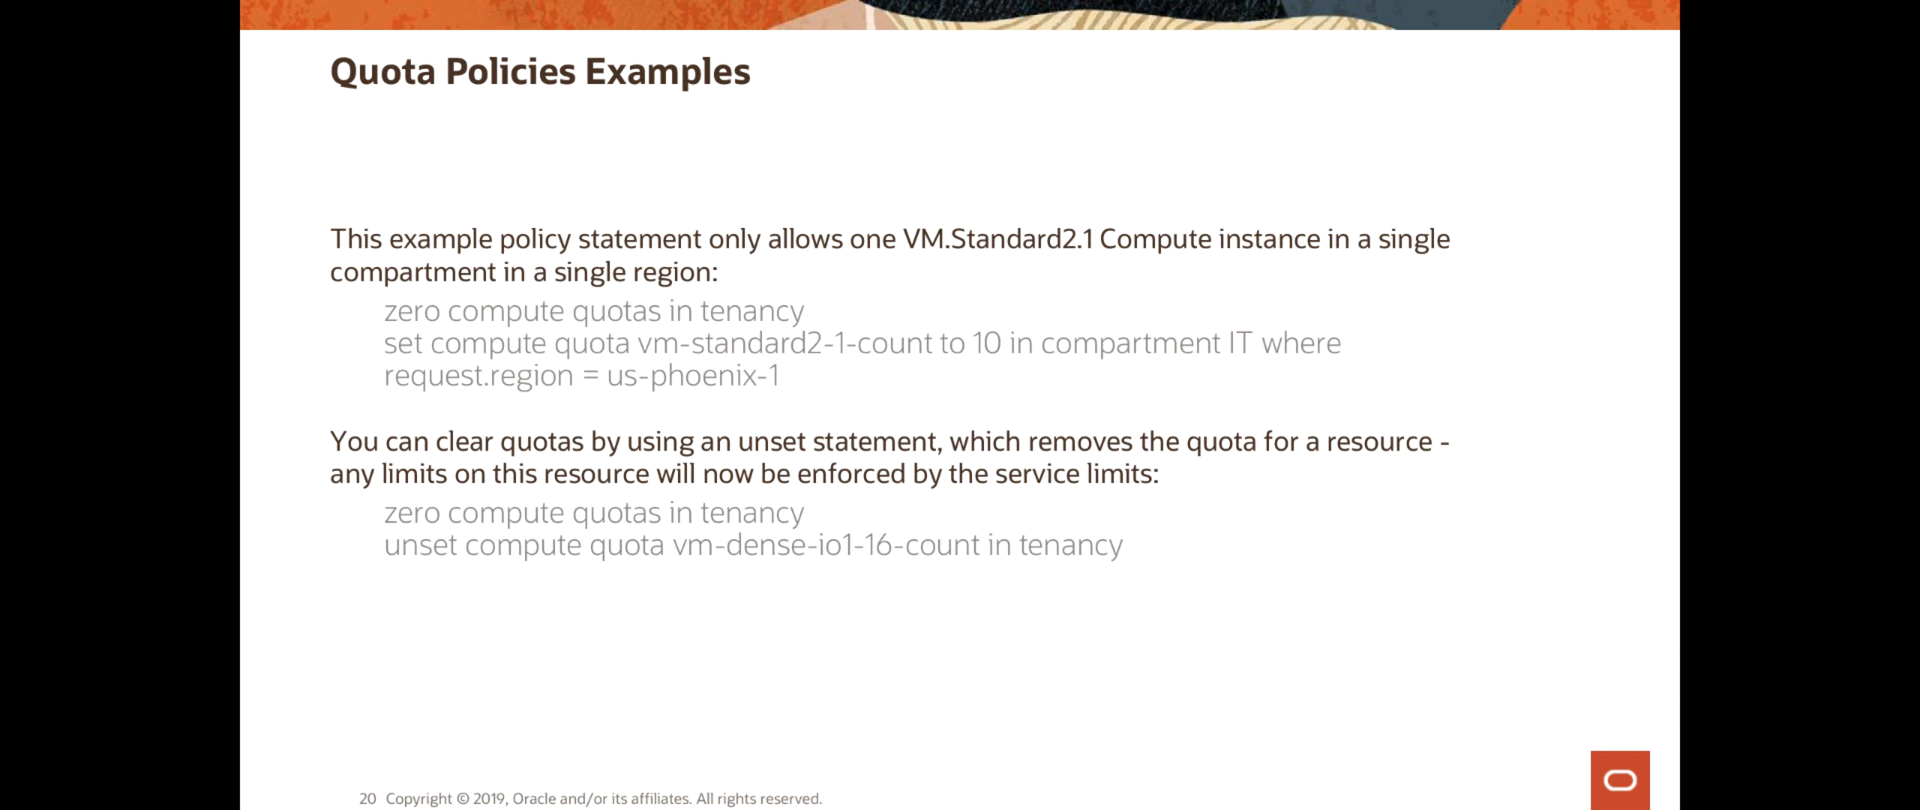 Quota Policies Examples
This example policy statement only allows one VM.Standard2.1 Compute instance in a single
compartment in a single region:
zero compute quotas in tenancy
set compute quota vm-standard2-1-count to 10 in compartment IT where
request.region = us-phoenix-1
You can clear quotas by using an unset statement, which removes the quota for a resource -
any limits on this resource will now be enforced by the service limits:
zero compute quotas in tenancy
unset compute quota vm-dense-io1-16-count in tenancy
20 Copyright © 2019, Oracle and/or its affiliates. All rights reserved.